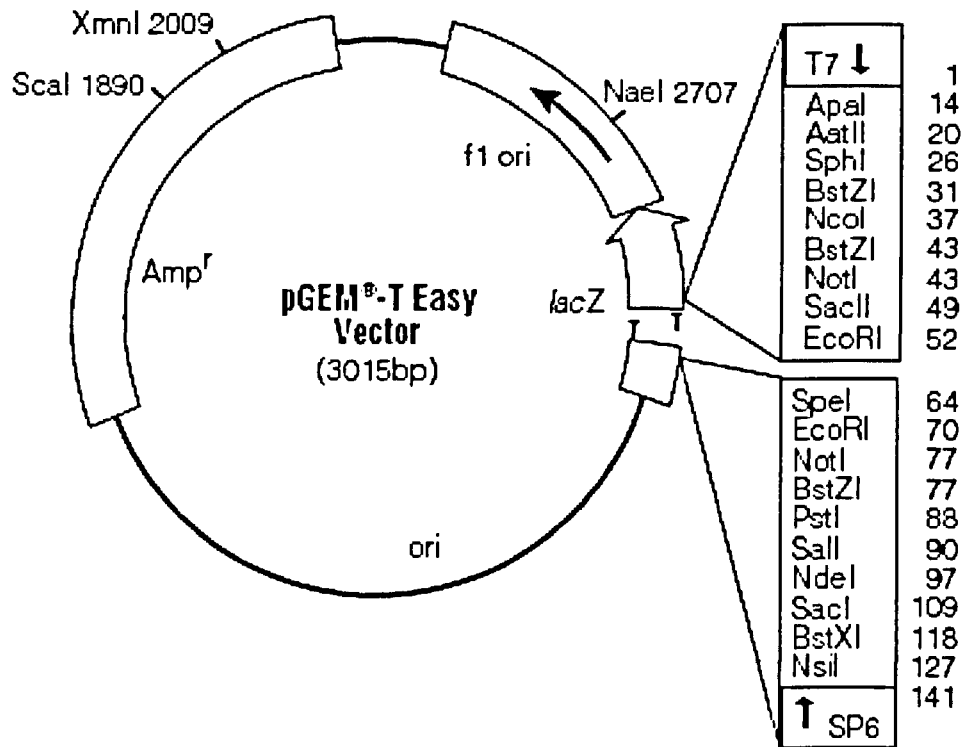 XmnI 2009
ScaI 1890
NaeI 2707
f1 ori
Ampʳ
pGEM®-T Easy
Vector
(3015bp)
lacZ
T
T
ori
T7 ↓
1
ApaI 14
AatII 20
SphI 26
BstZI 31
NcoI 37
BstZI 43
NotI 43
SacII 49
EcoRI 52
SpeI 64
EcoRI 70
NotI 77
BstZI 77
PstI 88
SalI 90
NdeI 97
SacI 109
BstXI 118
NsiI 127
141
↑ SP6